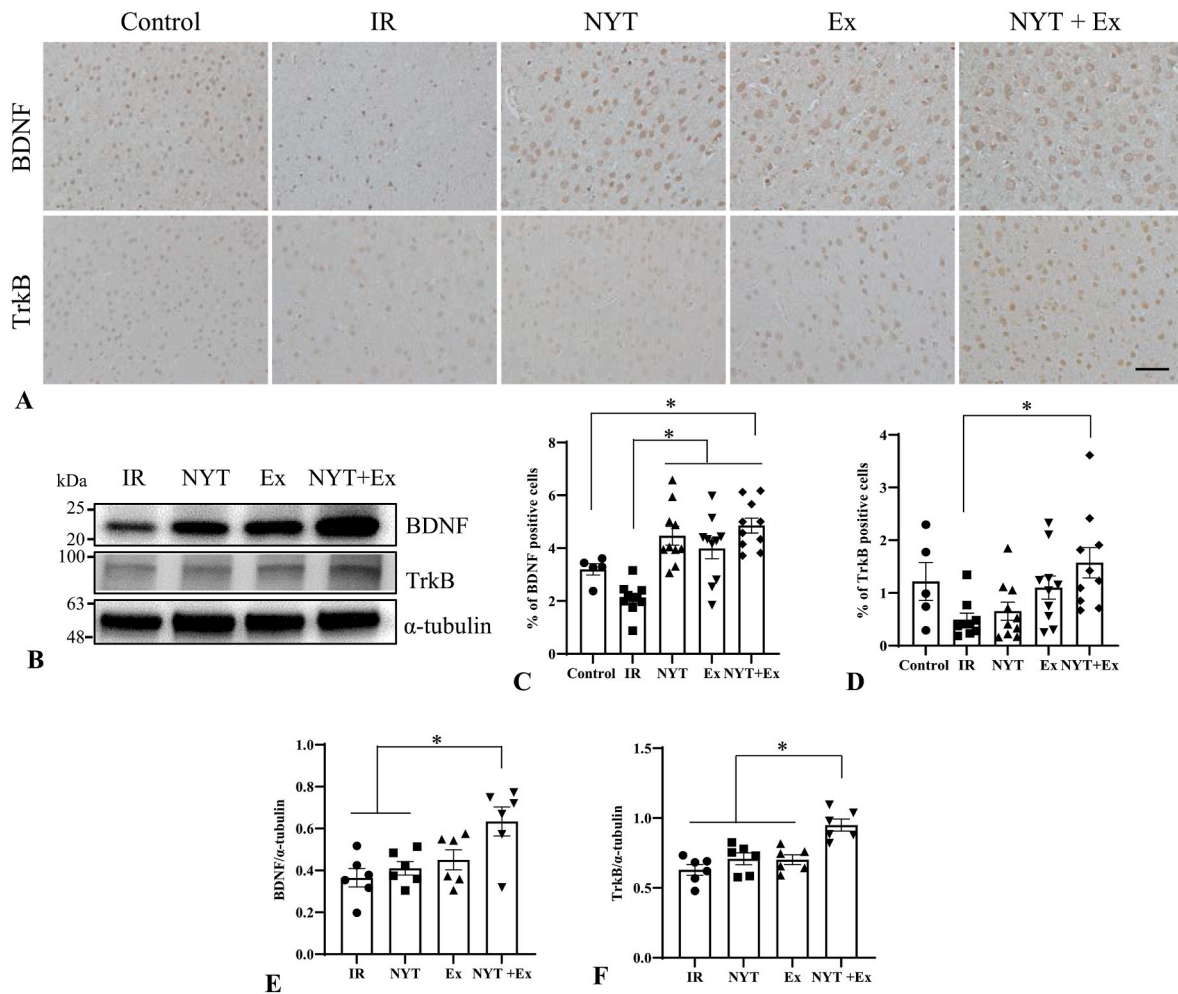 Control IR NYT Ex NYT + Ex
BDNF
TrkB
A
kDa IR NYT Ex NYT+Ex
25
20
BDNF
100
TrkB
63
48
α-tubulin
B
*
*
% of BDNF positive cells
8
6
4
2
0
Control IR NYT Ex NYT+Ex
C
*
% of TrkB positive cells
4
3
2
1
0
Control IR NYT Ex NYT+Ex
D
*
BDNF/α-tubulin
1.0
0.8
0.6
0.4
0.2
0.0
IR NYT Ex NYT +Ex
E
*
TrkB/α-tubulin
1.5
1.0
0.5
0.0
IR NYT Ex NYT +Ex
F